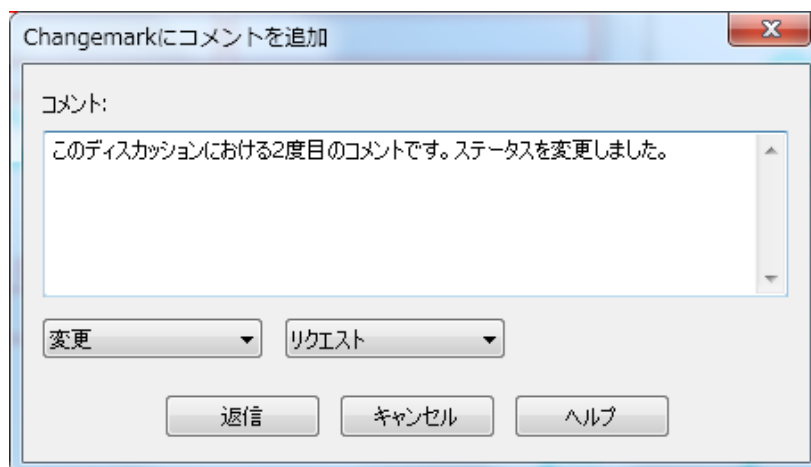 Changemarkにコメントを追加
コメント:
このディスカッションにおける2度目のコメントです。ステータスを変更しました。
変更 リクエスト
返信 キャンセル ヘルプ